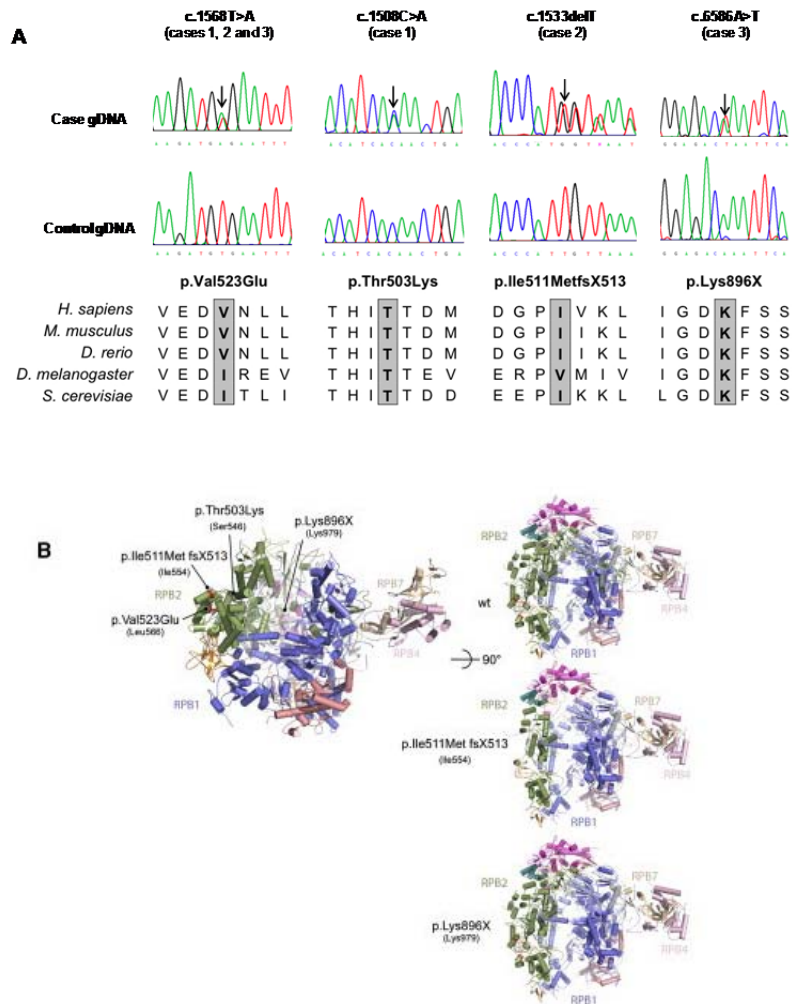 A
c.1568T>A
(cases 1, 2 and 3)
c.1508C>A
(case 1)
c.1533delT
(case 2)
c.6586A>T
(case 3)
Case gDNA
A A G A T G A G A A T T T
A C A T C A C A A C T G A
A C C C A T G G T
G G A G A C T A A T T C A
Control gDNA
A A G A T G T G A A T T T
A C A T C A C A A C T G A
A C C C A T T G T T A A A
G G A G A C A A A T T C A
p.Val523Glu
p.Thr503Lys
p.Ile511MetfsX513
p.Lys896X
H. sapiens V E D V N L L T H I T T D M D G P I V K L I G D K F S S
M. musculus V E D V N L L T H I T T D M D G P I I K L I G D K F S S
D. rerio V E D V N L L T H I T T D M D G P I I K L I G D K F S S
D. melanogaster V E D I R E V T H I T T E V E R P V M I V I G D K F S S
S. cerevisiae V E D I T L I T H I T T D D E E P I K K L L G D K F S S
B
p.Thr503Lys
(Ser546)
p.Lys896X
(Lys979)
p.Ile511Met fsX513
(Ile554)
RPB2
p.Val523Glu
(Leu566)
RPB1
RPB7
RPB4
90°
wt
RPB2
RPB7
RPB4
RPB1
p.Ile511Met fsX513
(Ile554)
RPB2
RPB7
RPB4
RPB1
p.Lys896X
(Lys979)
RPB2
RPB7
RPB4
RPB1